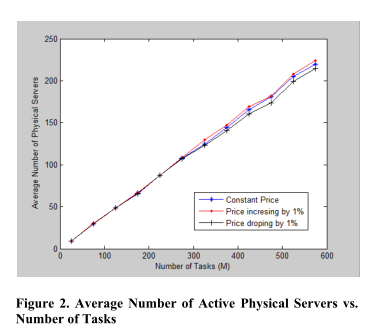 250
200
150
100
50
0
Average Number of Physical Servers
Constant Price
Price incresing by 1%
Price droping by 1%
0 100 200 300 400 500 600
Number of Tasks (M)
Figure 2. Average Number of Active Physical Servers vs.
Number of Tasks